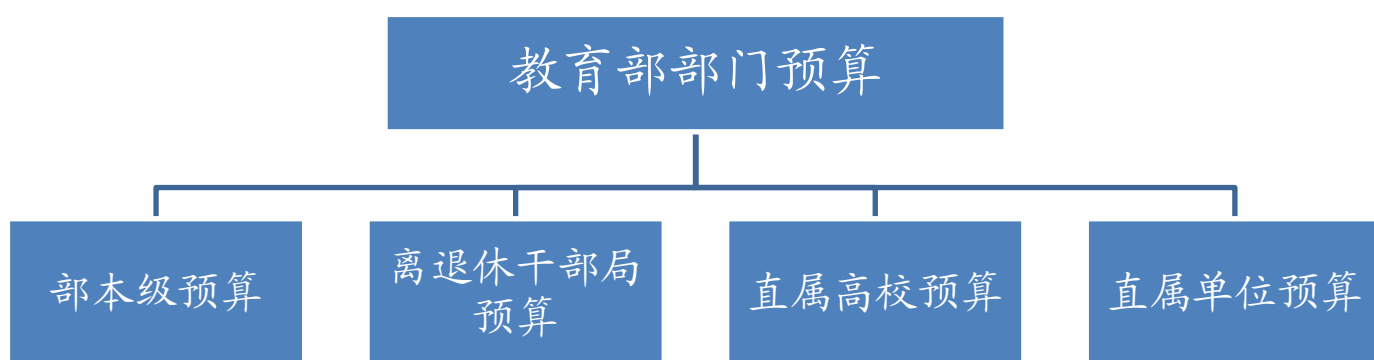 教育部部门预算
部本级预算
离退休干部局
预算
直属高校预算
直属单位预算